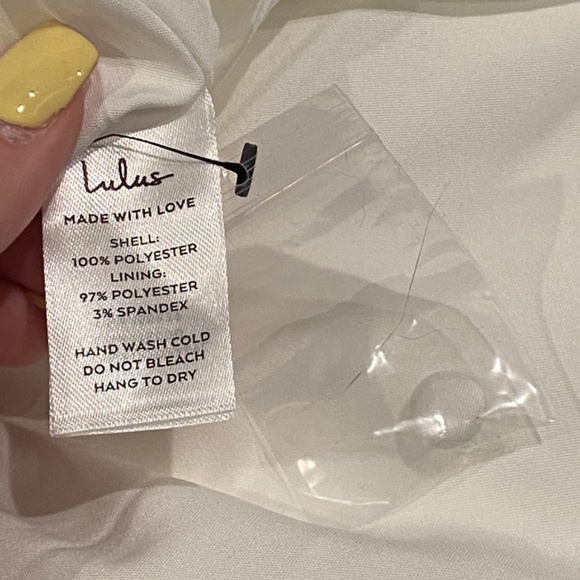 Lulus
MADE WITH LOVE
SHELL:
100% POLYESTER
LINING:
97% POLYESTER
3% SPANDEX
HAND WASH COLD
DO NOT BLEACH
HANG TO DRY